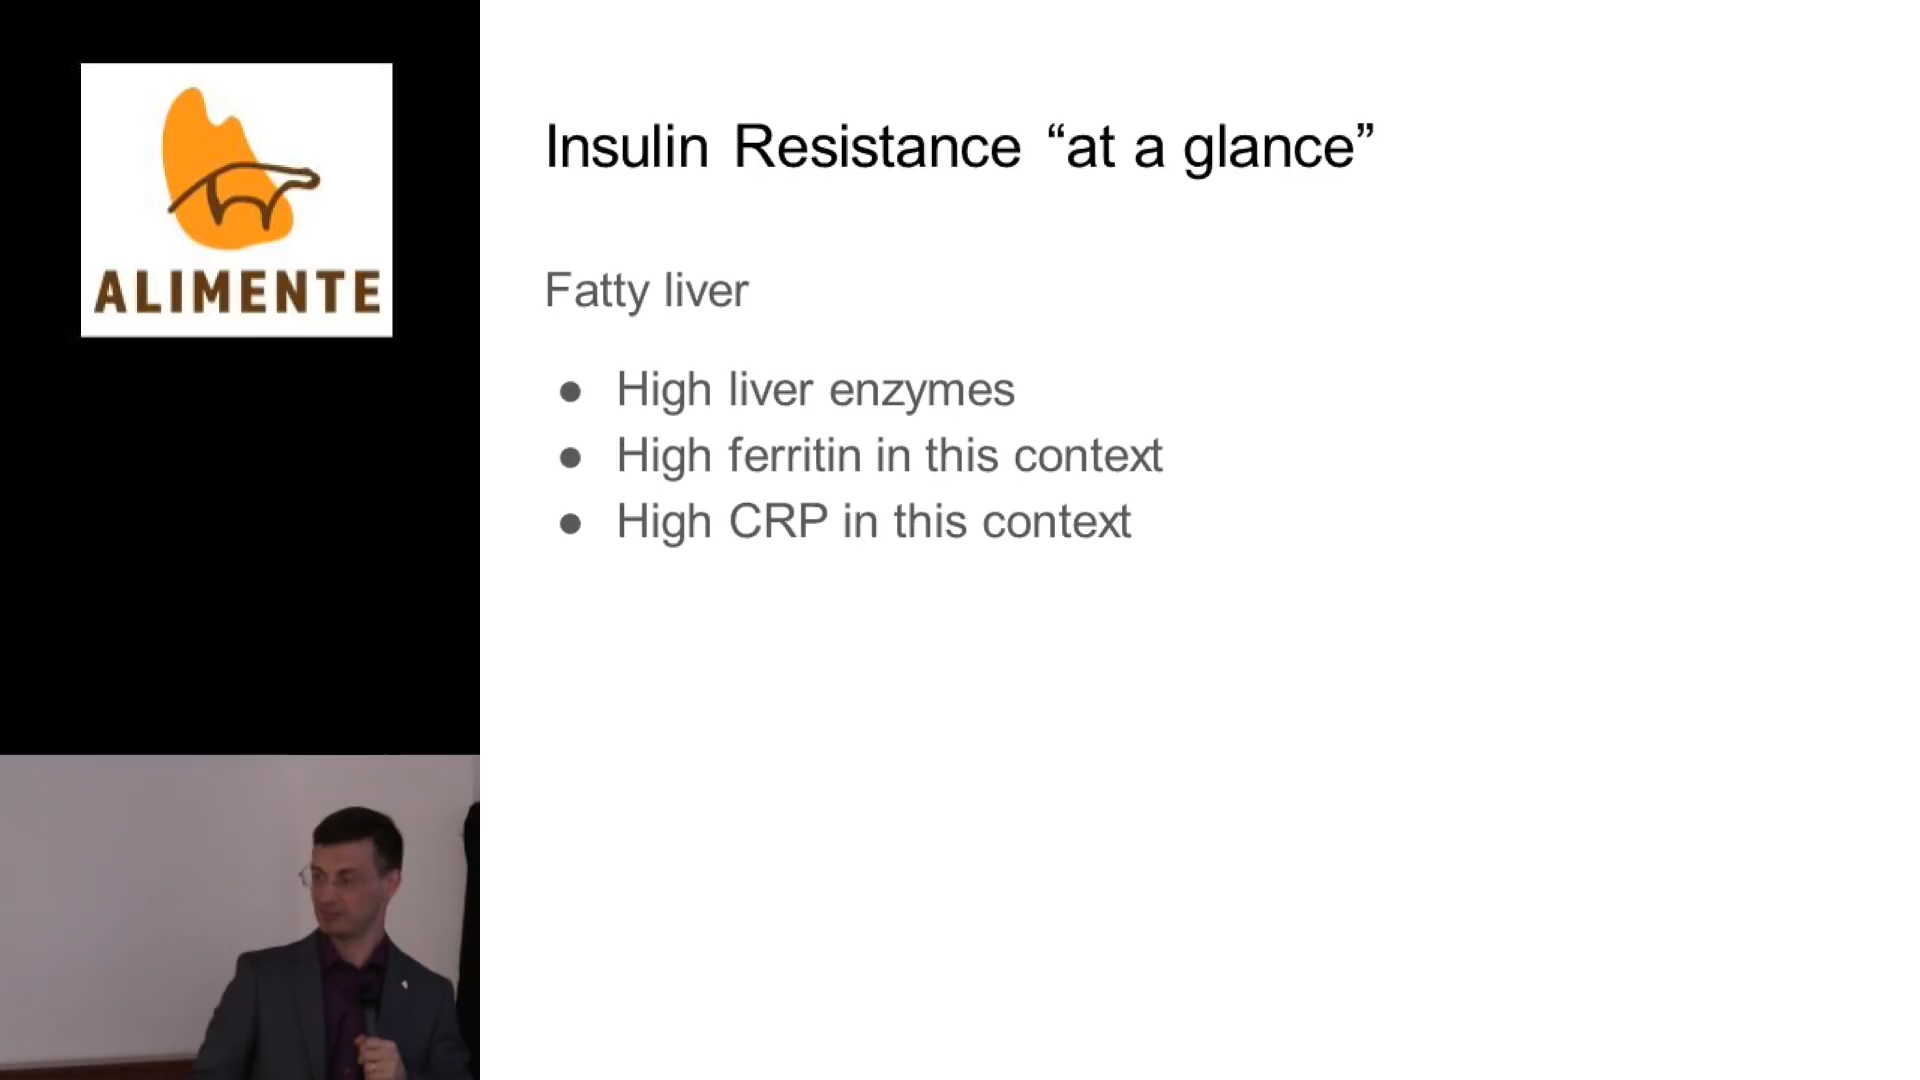 ALIMENTE
Insulin Resistance “at a glance”
Fatty liver
● High liver enzymes
● High ferritin in this context
● High CRP in this context